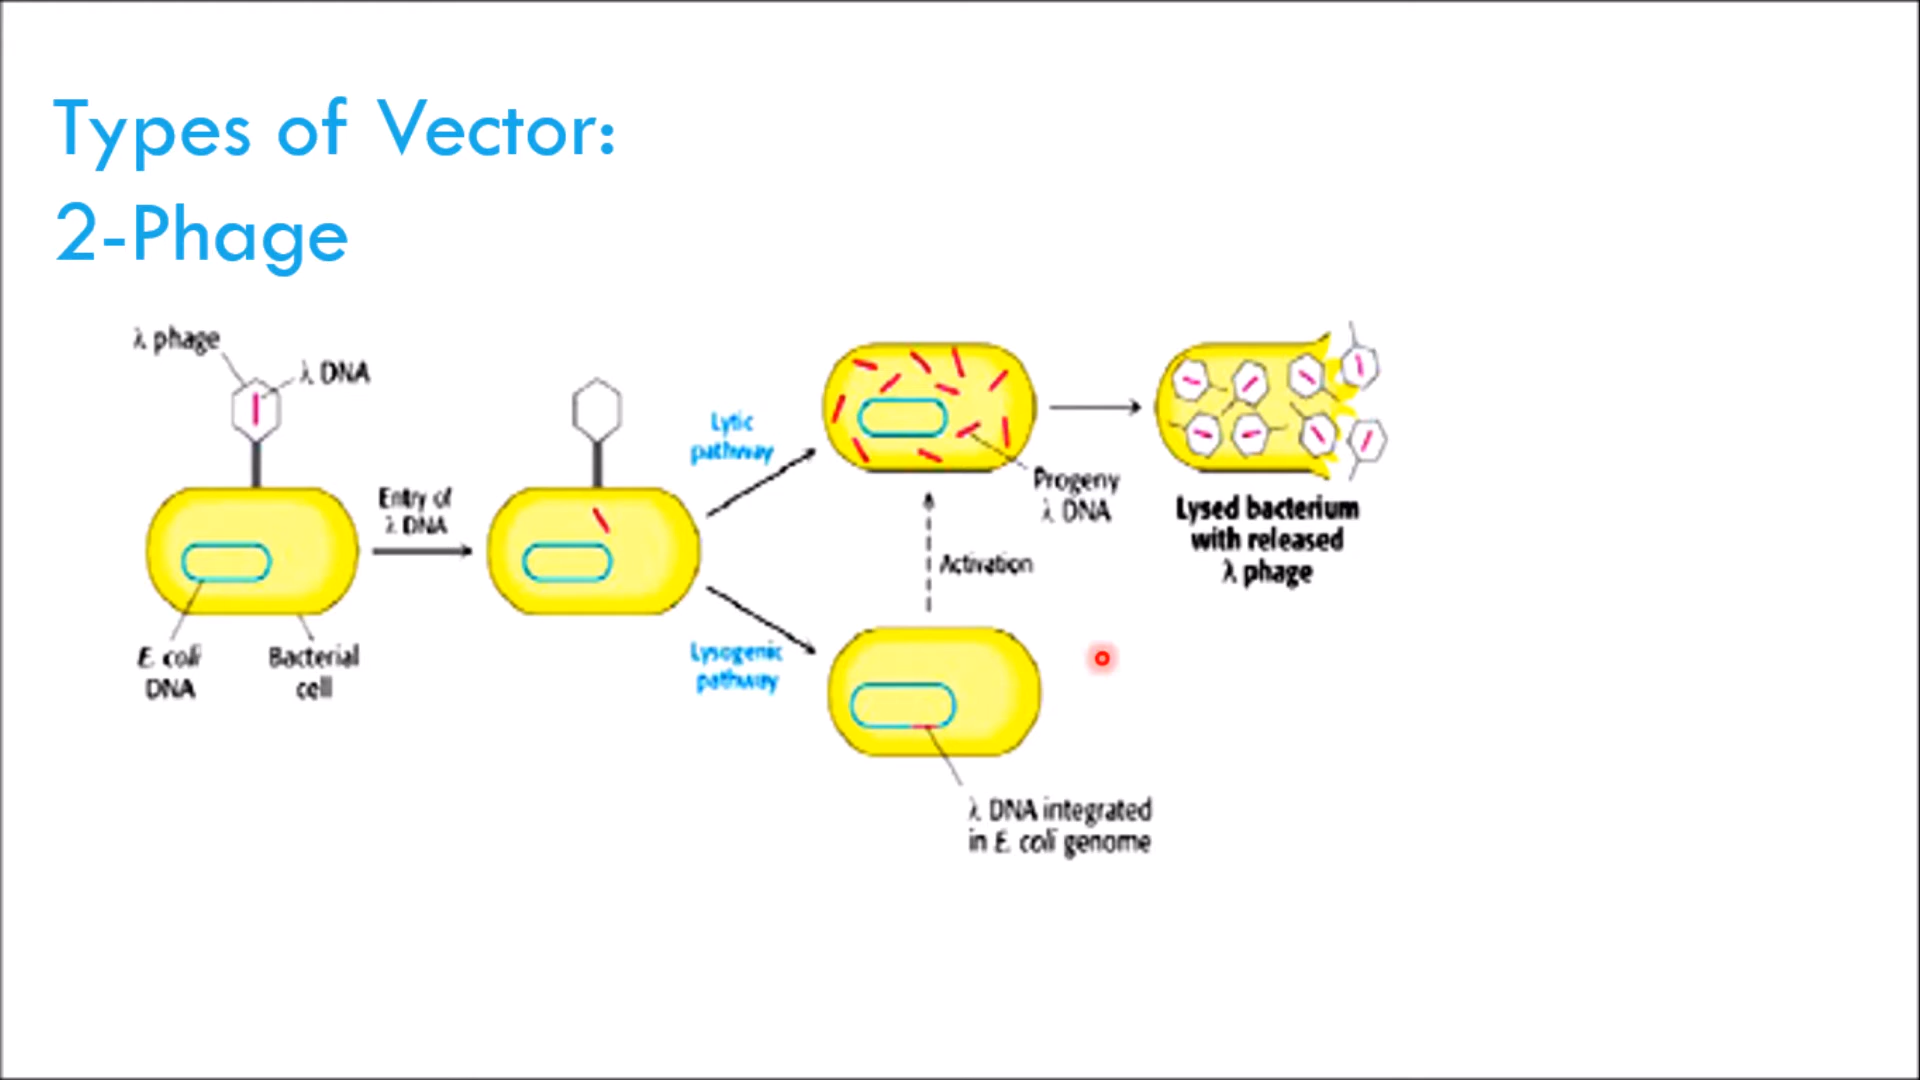 Types of Vector:
2-Phage
λ phage
λ DNA
Entry of
λ DNA
E. coli
DNA
Bacterial
cell
Lytic
pathway
Lysogenic
pathway
Progeny
λ DNA
Activation
λ DNA integrated
in E. coli genome
Lysed bacterium
with released
λ phage